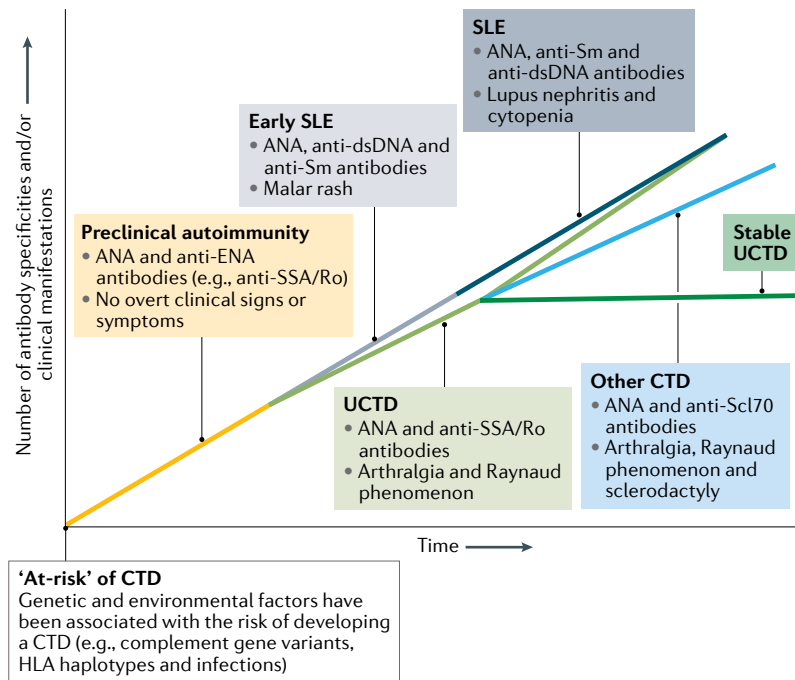 Number of antibody specificities and/or
clinical manifestations
SLE
• ANA, anti-Sm and
anti-dsDNA antibodies
• Lupus nephritis and
cytopenia
Early SLE
• ANA, anti-dsDNA and
anti-Sm antibodies
• Malar rash
Preclinical autoimmunity
• ANA and anti-ENA
antibodies (e.g., anti-SSA/Ro)
• No overt clinical signs or
symptoms
Stable
UCTD
UCTD
• ANA and anti-SSA/Ro
antibodies
• Arthralgia and Raynaud
phenomenon
Other CTD
• ANA and anti-Scl70
antibodies
• Arthralgia, Raynaud
phenomenon and
sclerodactyly
Time
‘At-risk’ of CTD
Genetic and environmental factors have
been associated with the risk of developing
a CTD (e.g., complement gene variants,
HLA haplotypes and infections)